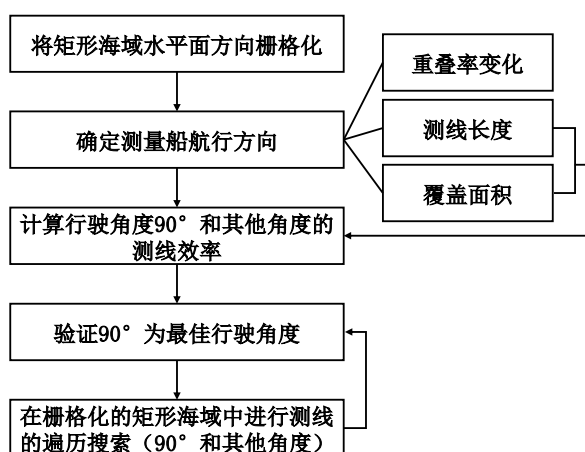 将矩形海域水平面方向栅格化
重叠率变化
测线长度
确定测量船航行方向
覆盖面积
计算行驶角度90°和其他角度的
测线效率
验证90°为最佳行驶角度
在栅格化的矩形海域中进行测线
的遍历搜索（90°和其他角度）